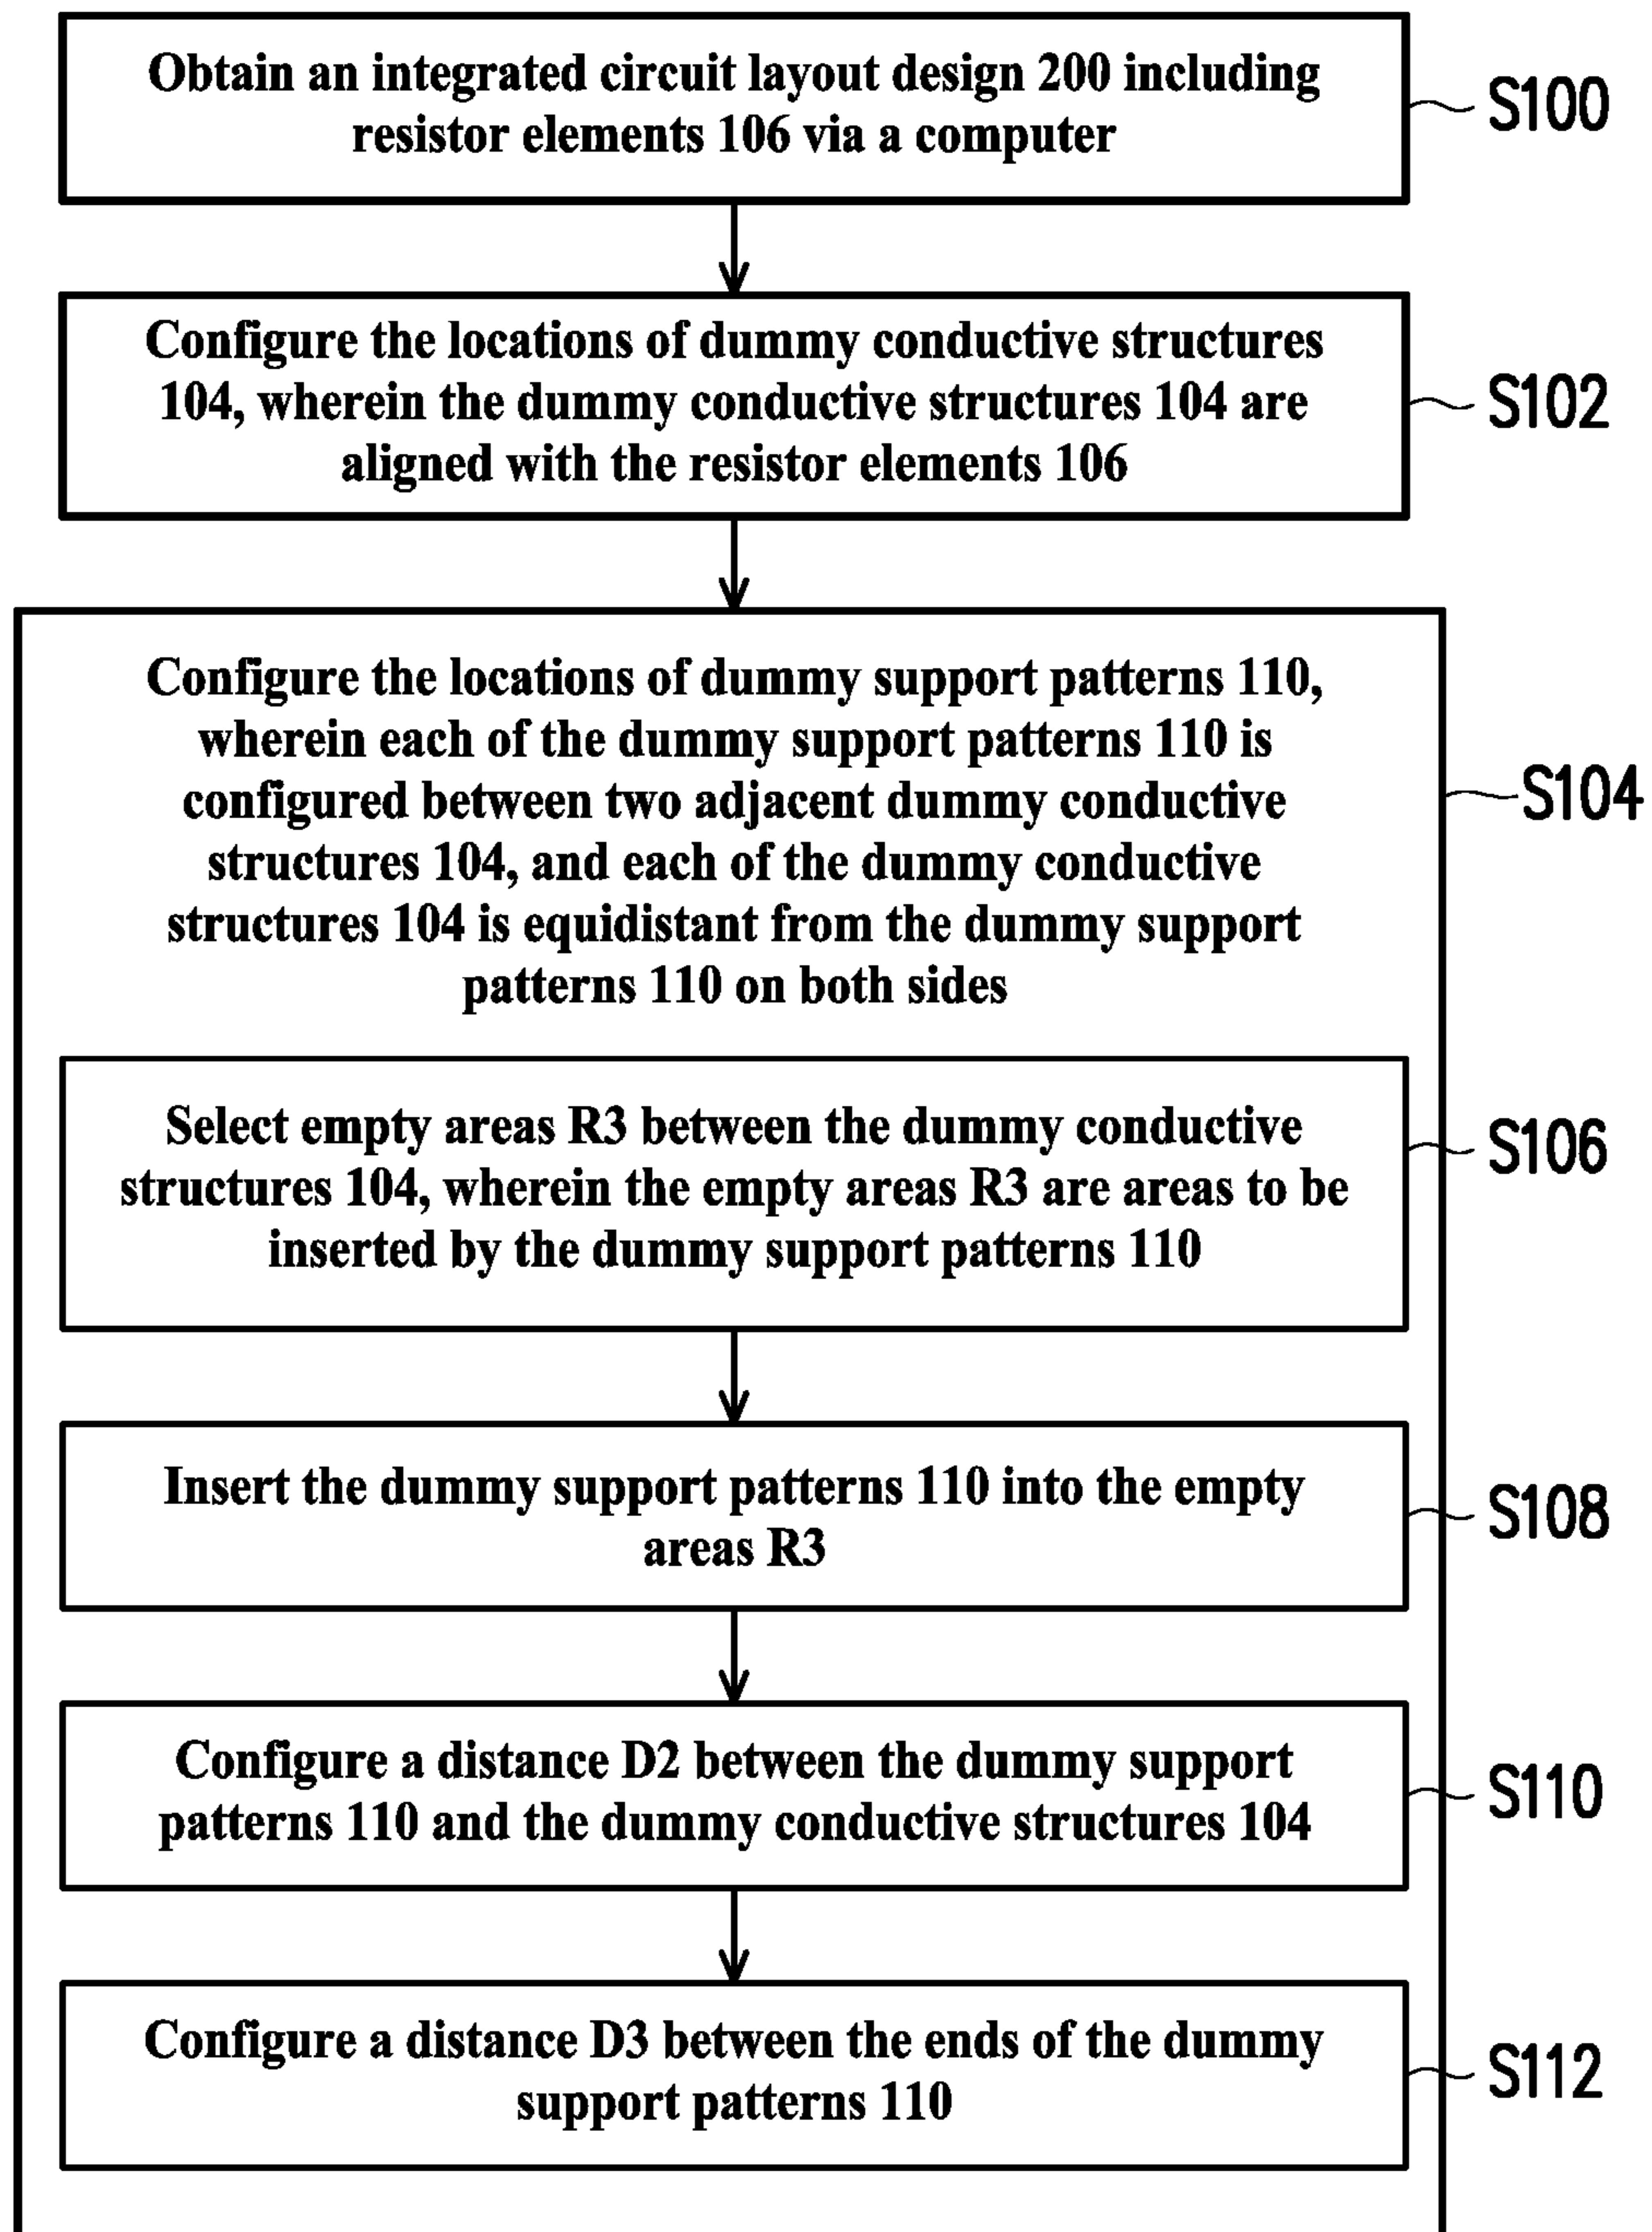 Obtain an integrated circuit layout design 200 including
resistor elements 106 via a computer
S100
Configure the locations of dummy conductive structures
104, wherein the dummy conductive structures 104 are
aligned with the resistor elements 106
S102
Configure the locations of dummy support patterns 110,
wherein each of the dummy support patterns 110 is
configured between two adjacent dummy conductive
structures 104, and each of the dummy conductive
structures 104 is equidistant from the dummy support
patterns 110 on both sides
S104
Select empty areas R3 between the dummy conductive
structures 104, wherein the empty areas R3 are areas to be
inserted by the dummy support patterns 110
S106
Insert the dummy support patterns 110 into the empty
areas R3
S108
Configure a distance D2 between the dummy support
patterns 110 and the dummy conductive structures 104
S110
Configure a distance D3 between the ends of the dummy
support patterns 110
S112